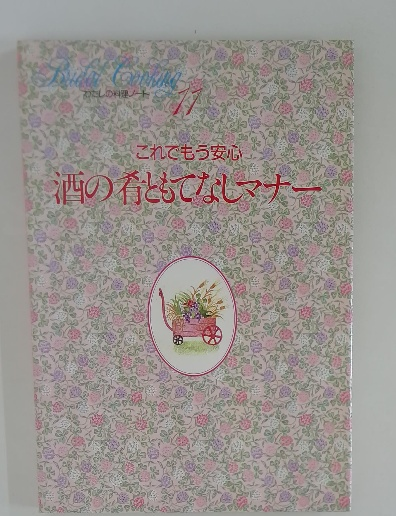 Bridal Cooking
わたしの料理ノート
11
これでもう安心
酒の肴ともてなしマナー